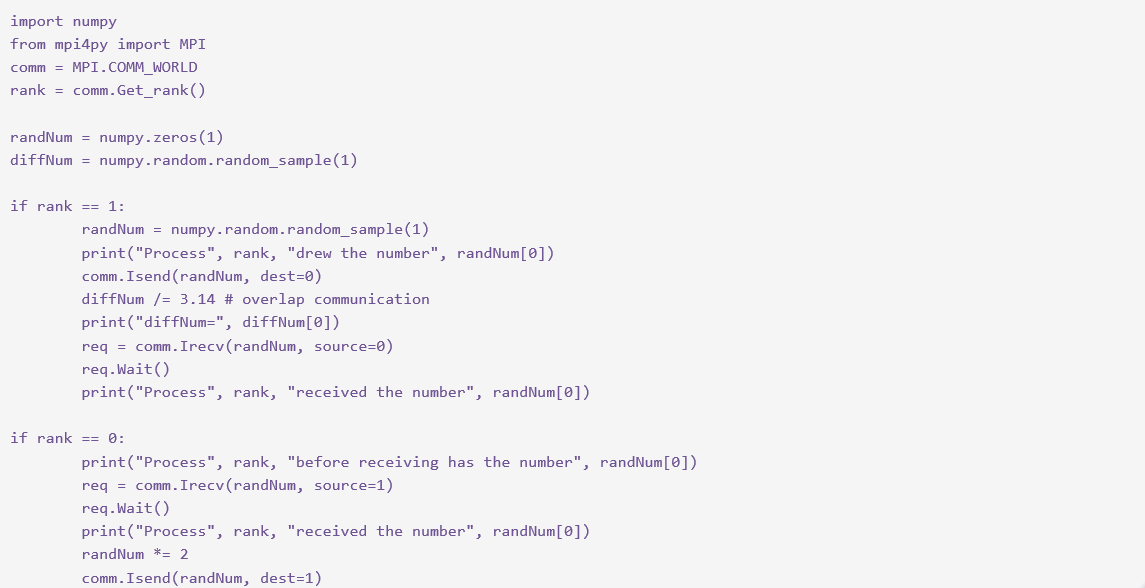 import numpy
from mpi4py import MPI
comm = MPI.COMM_WORLD
rank = comm.Get_rank()

randNum = numpy.zeros(1)
diffNum = numpy.random.random_sample(1)

if rank == 1:
        randNum = numpy.random.random_sample(1)
        print("Process", rank, "drew the number", randNum[0])
        comm.Isend(randNum, dest=0)
        diffNum /= 3.14 # overlap communication
        print("diffNum=", diffNum[0])
        req = comm.Irecv(randNum, source=0)
        req.Wait()
        print("Process", rank, "received the number", randNum[0])

if rank == 0:
        print("Process", rank, "before receiving has the number", randNum[0])
        req = comm.Irecv(randNum, source=1)
        req.Wait()
        print("Process", rank, "received the number", randNum[0])
        randNum *= 2
        comm.Isend(randNum, dest=1)